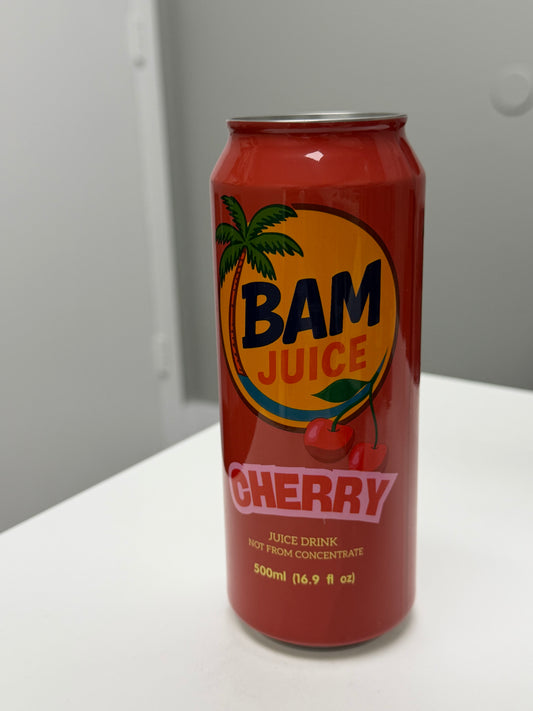 BAM
JUICE
CHERRY
JUICE DRINK
NOT FROM CONCENTRATE
500ml (16.9 fl oz)